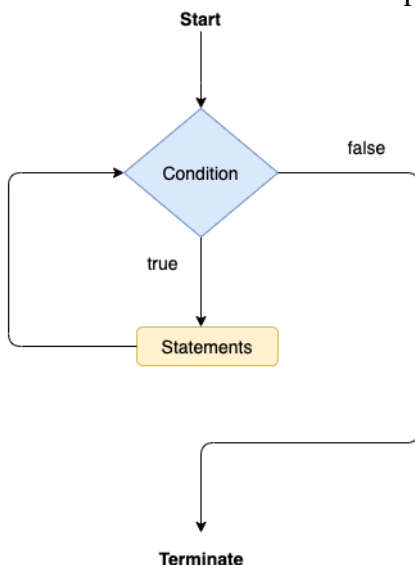 Start
Condition
false
true
Statements
Terminate